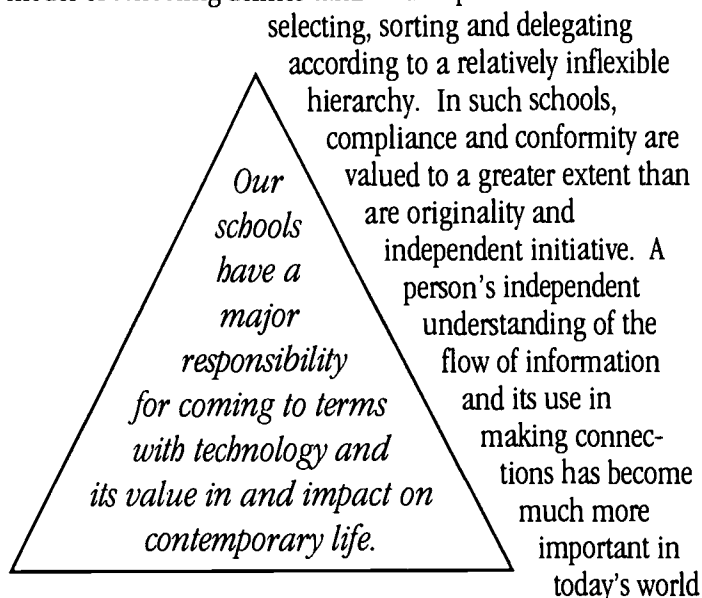 selecting, sorting and delegating
according to a relatively inflexible
hierarchy. In such schools,
compliance and conformity are
valued to a greater extent than
are originality and
independent initiative. A
person's independent
understanding of the
flow of information
and its use in
making connec-
tions has become
much more
important in
today's world
Our
schools
have a
major
responsibility
for coming to terms
with technology and
its value in and impact on
contemporary life.